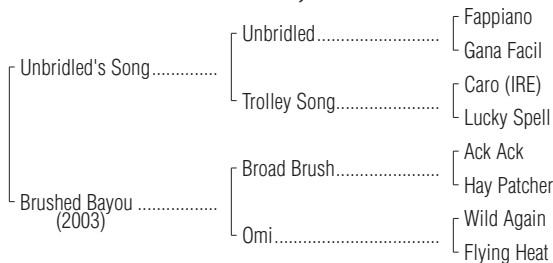 Fappiano
Unbridled...................
Gana Facil
Unbridled's Song.............
Caro (IRE)
Trolley Song................
Lucky Spell
Ack Ack
Broad Brush................
Hay Patcher
Brushed Bayou ................
(2003)
Wild Again
Omi.................................
Flying Heat